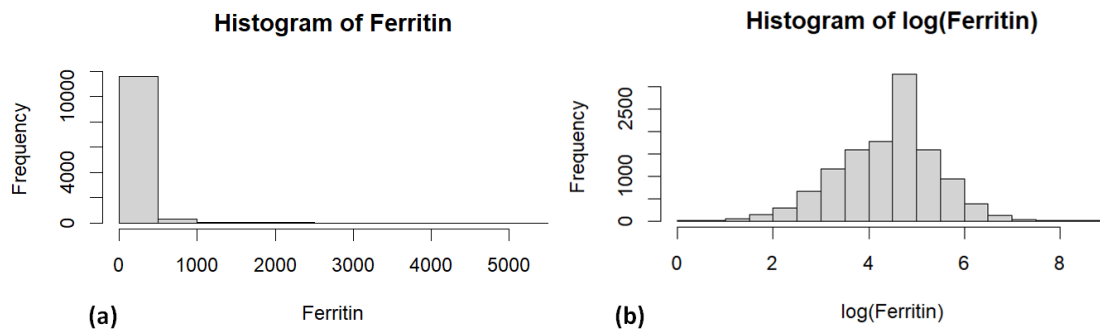 Histogram of Ferritin
Frequency
0 4000 10000
0 1000 2000 3000 4000 5000
Ferritin
(a)
Histogram of log(Ferritin)
Frequency
0 1000 2500
0 2 4 6 8
log(Ferritin)
(b)